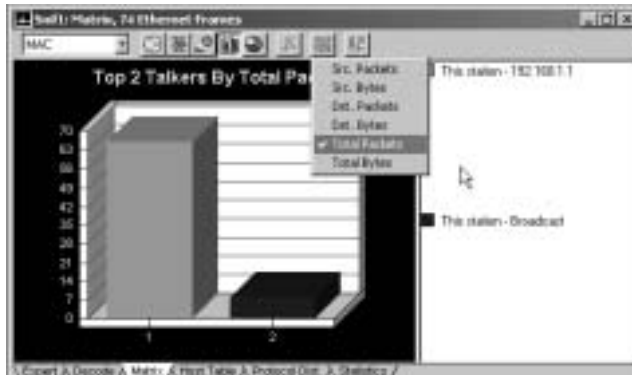 Snif1: Matrix, 74 Ethernet Frames
MAC
Top 2 Talkers By Total Pac
Src. Packets
Src. Bytes
Dst. Packets
Dst. Bytes
Total Packets
Total Bytes
This station - 192.168.1.1
This station - Broadcast
70
63
56
49
42
35
28
21
14
7
0
1
2
Expert
Decode
Matrix
Host Table
Protocol Dist.
Statistics